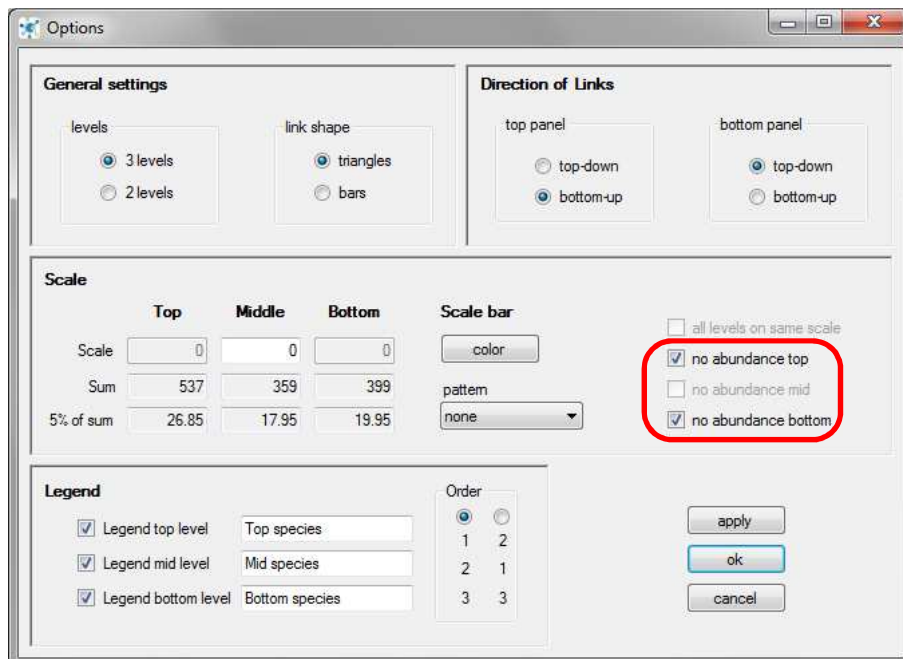 Options
General settings
levels
3 levels
2 levels
link shape
triangles
bars
Direction of Links
top panel
top-down
bottom-up
bottom panel
top-down
bottom-up
Scale
Top Middle Bottom
Scale 0 0 0
Sum 537 359 399
5% of sum 26.85 17.95 19.95
Scale bar
color
pattern
none
all levels on same scale
no abundance top
no abundance mid
no abundance bottom
Legend
Legend top level Top species
Legend mid level Mid species
Legend bottom level Bottom species
Order
1 2
2 1
3 3
apply
ok
cancel